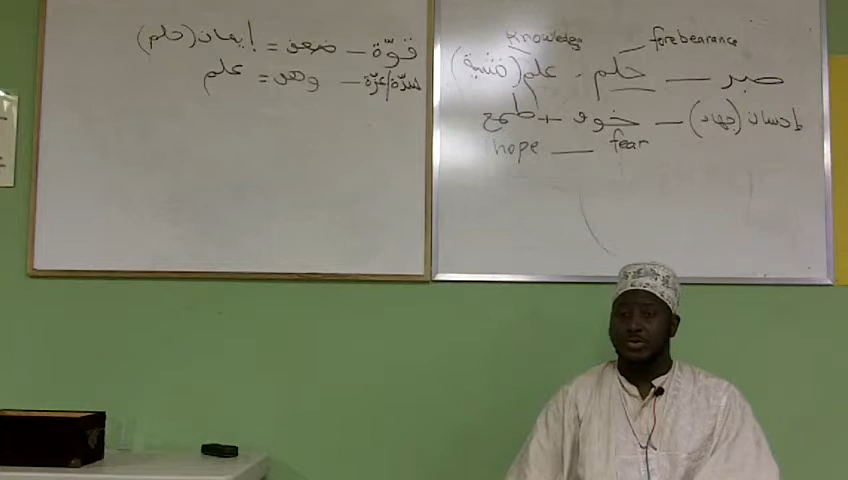 قوّة – ضعف = إيمان (حلم)
شدّة/عزّة – وهن = علم
Knowledge forebearance
صبر — حلم - علم (خشية)
إحسان (جهاد) – خوف + طمع
hope — fear